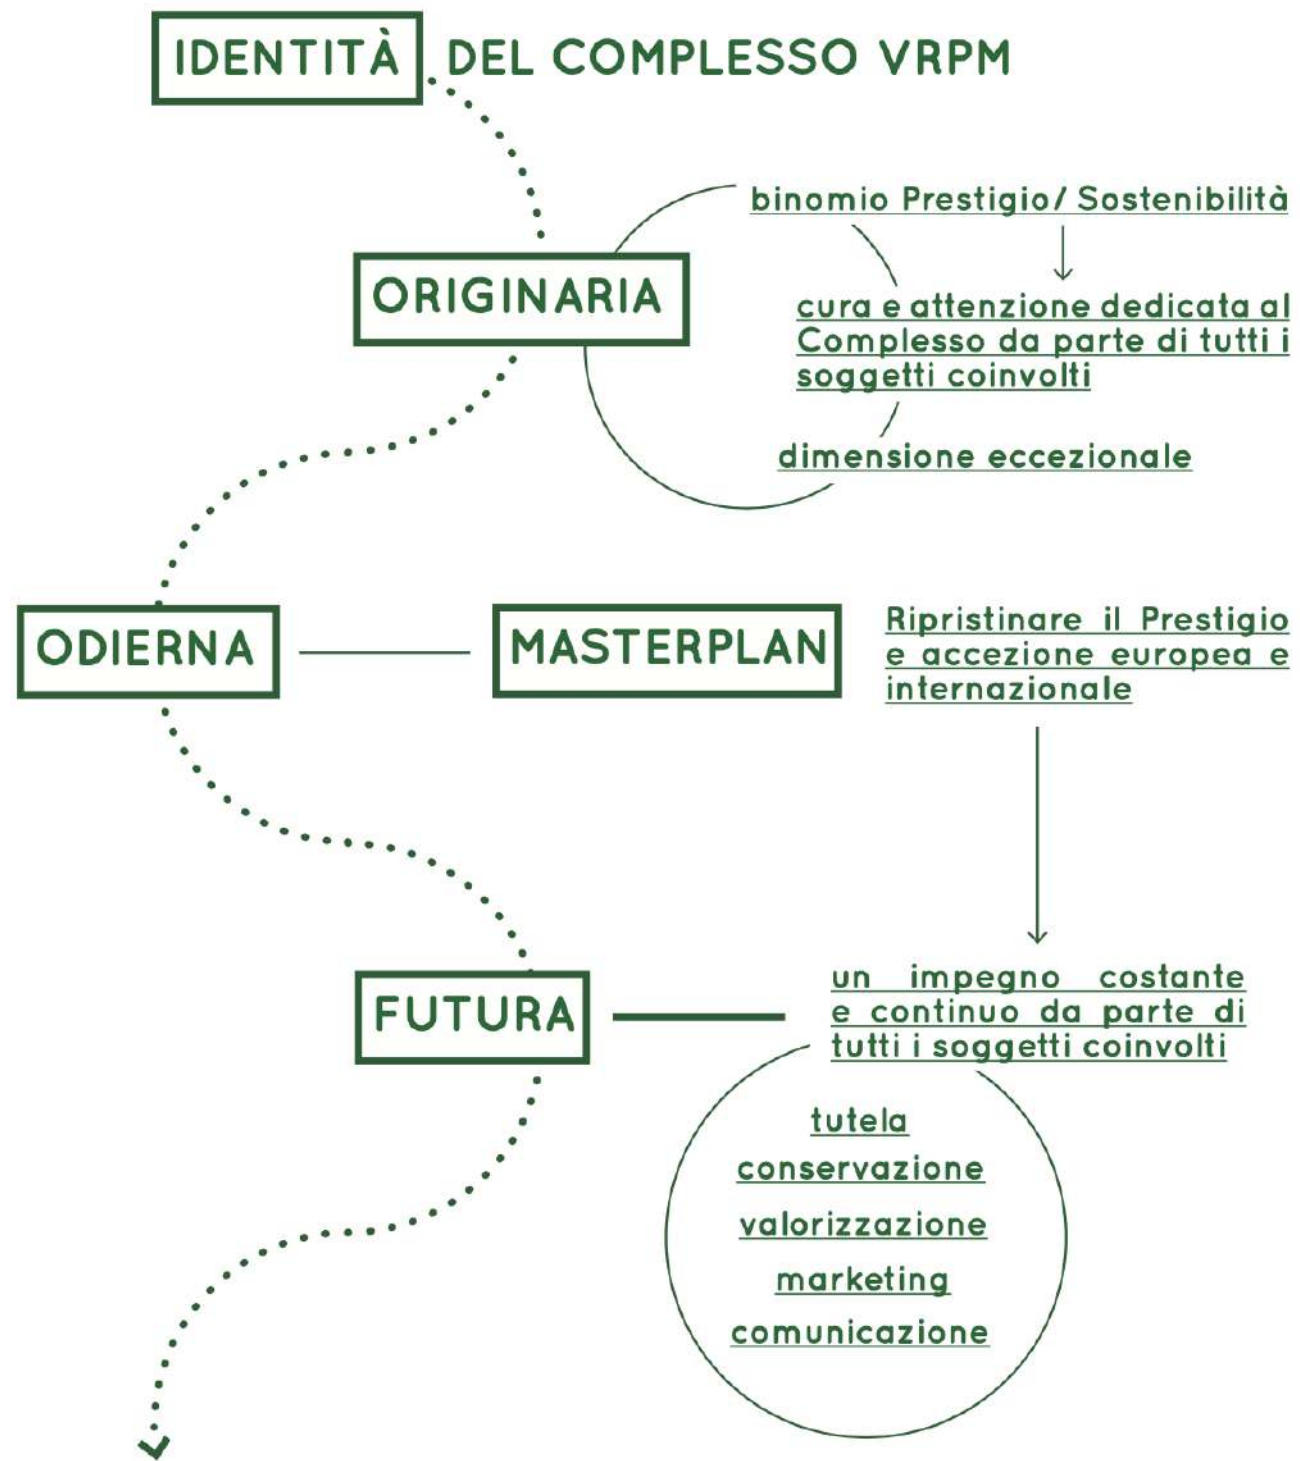 IDENTITÀ DEL COMPLESSO VRPM
binomio Prestigio/ Sostenibilità
ORIGINARIA
cura e attenzione dedicata al
Complesso da parte di tutti i
soggetti coinvolti
dimensione eccezionale
ODIERNA
MASTERPLAN
Ripristinare il Prestigio
e accezione europea e
internazionale
FUTURA
un impegno costante
e continuo da parte di
tutti i soggetti coinvolti
tutela
conservazione
valorizzazione
marketing
comunicazione